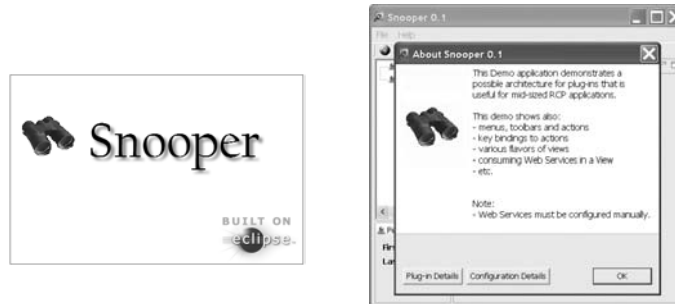 Snooper
BUILT ON
eclipse
Snooper 0.1
File Help
About Snooper 0.1
This Demo application demonstrates a
possible architecture for plug-ins that is
useful for mid-sized RCP applications.
This demo shows also:
- menus, toolbars and actions
- key bindings to actions
- various flavors of views
- consuming Web Services in a View
- etc.
Note:
- Web Services must be configured manually.
Plug-in Details
Configuration Details
OK